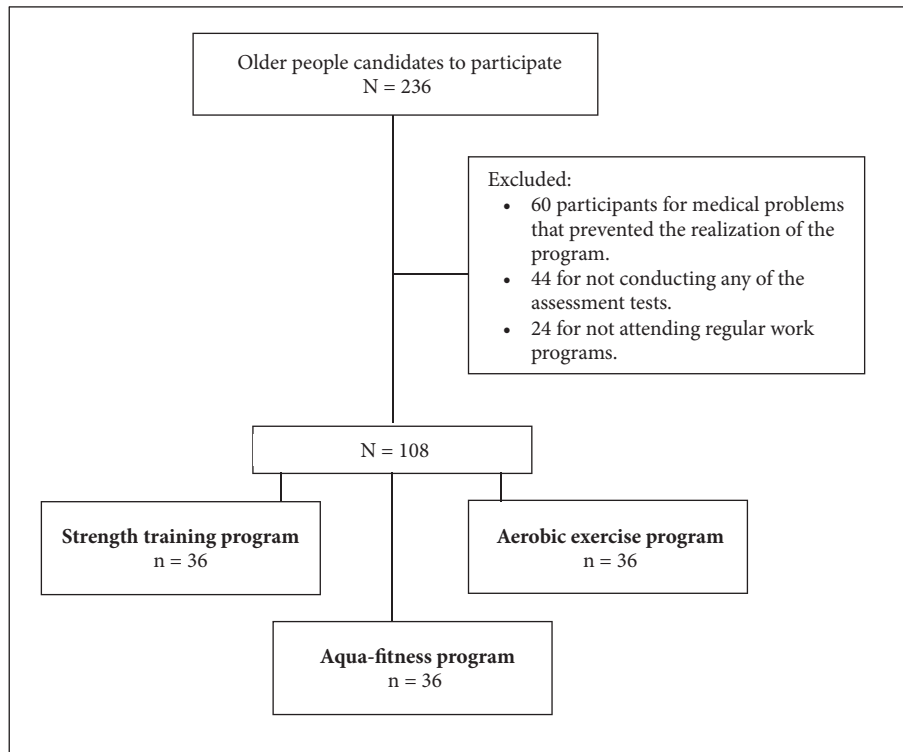 Older people candidates to participate
N = 236
Excluded:
• 60 participants for medical problems
that prevented the realization of the
program.
• 44 for not conducting any of the
assessment tests.
• 24 for not attending regular work
programs.
N = 108
Strength training program
n = 36
Aerobic exercise program
n = 36
Aqua-fitness program
n = 36